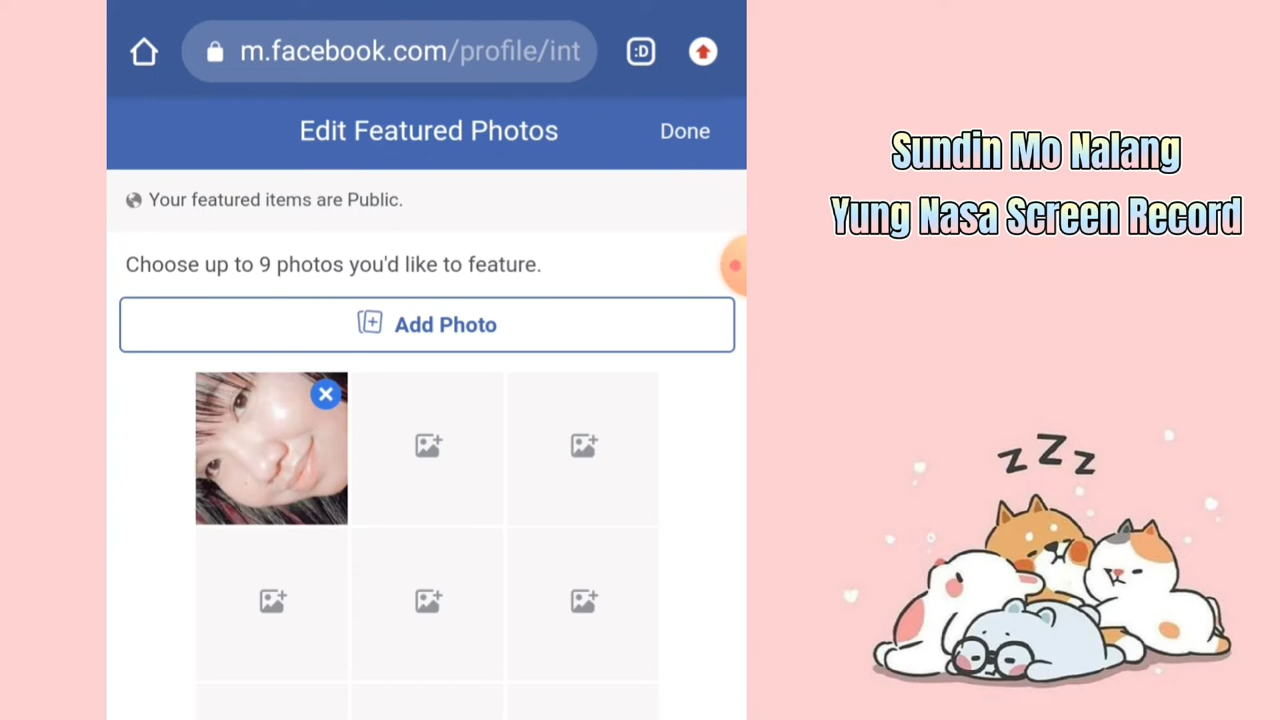 m.facebook.com/profile/int
:D
Edit Featured Photos
Done
Your featured items are Public.
Choose up to 9 photos you'd like to feature.
Add Photo
Sundin Mo Nalang
Yung Nasa Screen Record
z Z z